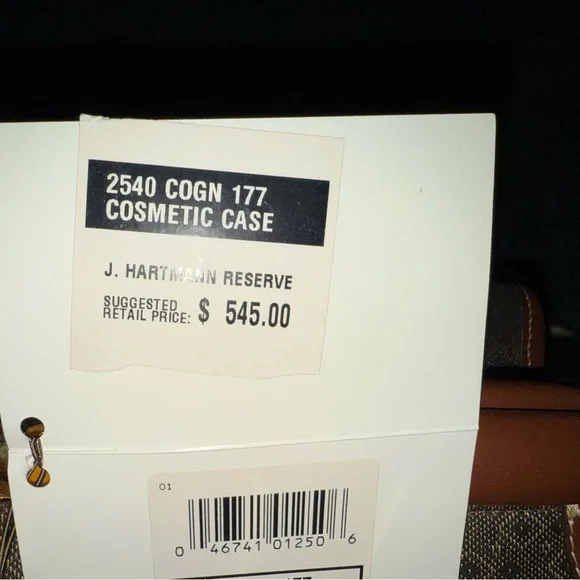 2540 COGN 177
COSMETIC CASE
J. HARTMANN RESERVE
SUGGESTED
RETAIL PRICE: $ 545.00
01
0 46741 01250 6